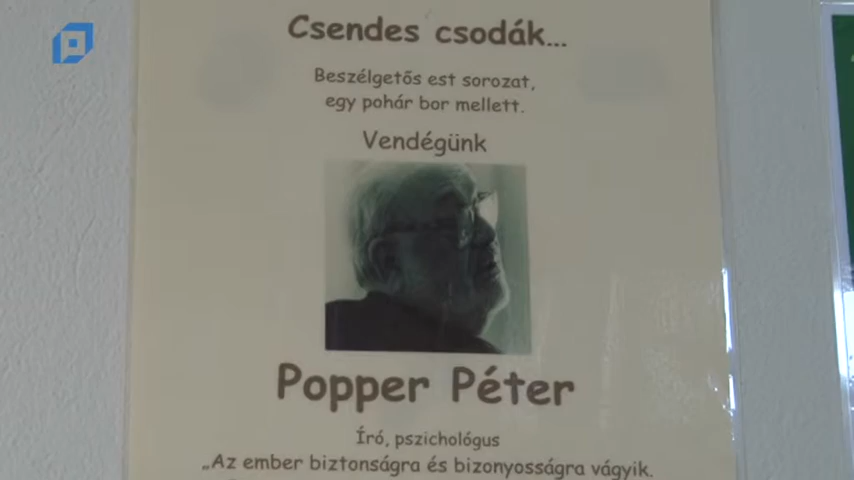 Csendes csodák...
Beszélgetős est sorozat,
egy pohár bor mellett.
Vendégünk
Popper Péter
Író, pszichológus
„Az ember biztonságra és bizonyosságra vágyik.